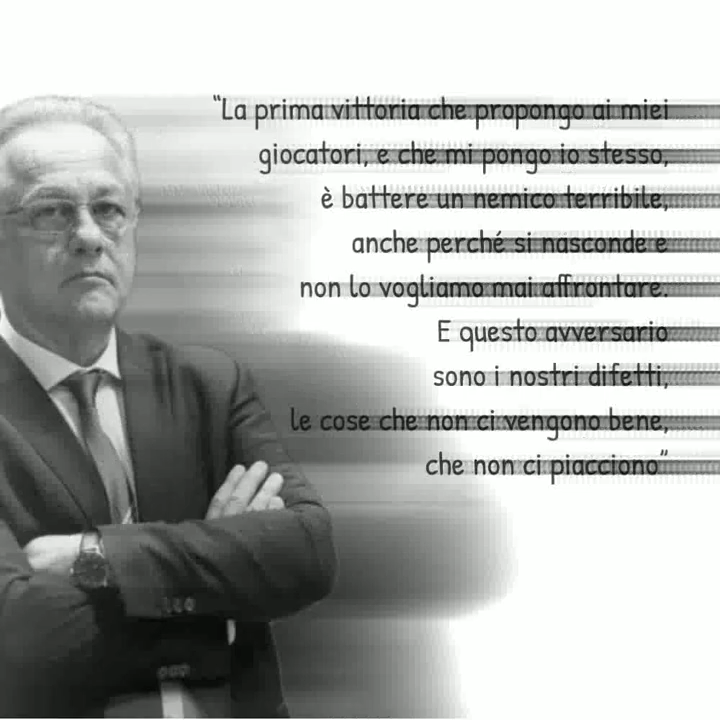 "La prima vittoria che propongo ai miei
giocatori, e che mi pongo io stesso,
è battere un nemico terribile,
anche perché si nasconde e
non lo vogliamo mai affrontare.
E questo avversario
sono i nostri difetti,
le cose che non ci vengono bene,
che non ci piacciono"